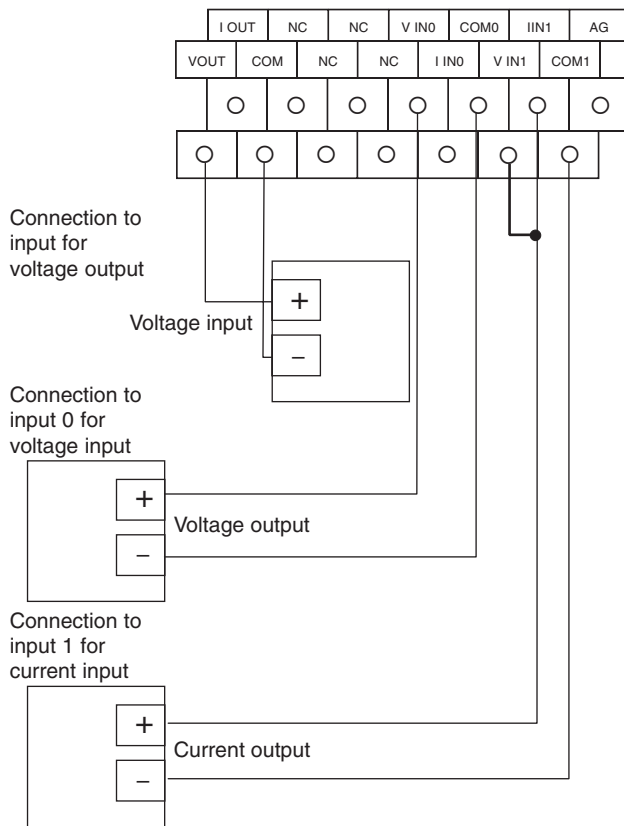 I OUT NC NC V IN0 COM0 IIN1 AG
VOUT COM NC NC I IN0 V IN1 COM1
Connection to
input for
voltage output
+
Voltage input
−
Connection to
input 0 for
voltage input
+
Voltage output
−
Connection to
input 1 for
current input
+
Current output
−